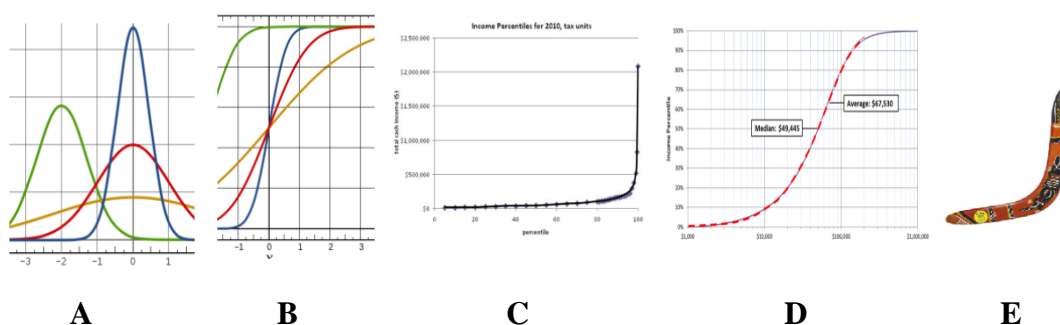 −3 −2 −1 0 1
−1 0 1 2 3
Income Percentiles for 2010, tax units
total cash income ($)
$2,500,000
$2,000,000
$1,500,000
$1,000,000
$500,000
$0
0 20 40 60 80 100
percentile
Income Percentile
100%
90%
80%
70%
60%
50%
40%
30%
20%
10%
0%
Average: $67,530
Median: $49,445
$1,000 $10,000 $100,000 $1,000,000
A B C D E